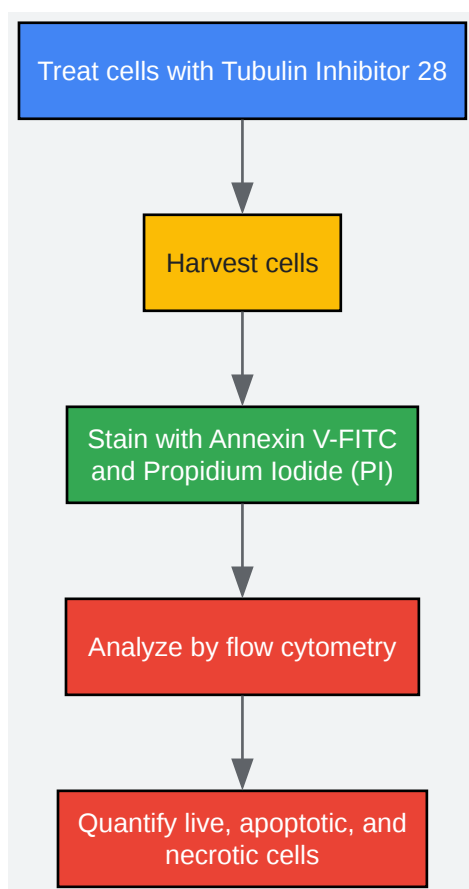 Treat cells with Tubulin Inhibitor 28
Harvest cells
Stain with Annexin V-FITC
and Propidium Iodide (PI)
Analyze by flow cytometry
Quantify live, apoptotic, and
necrotic cells